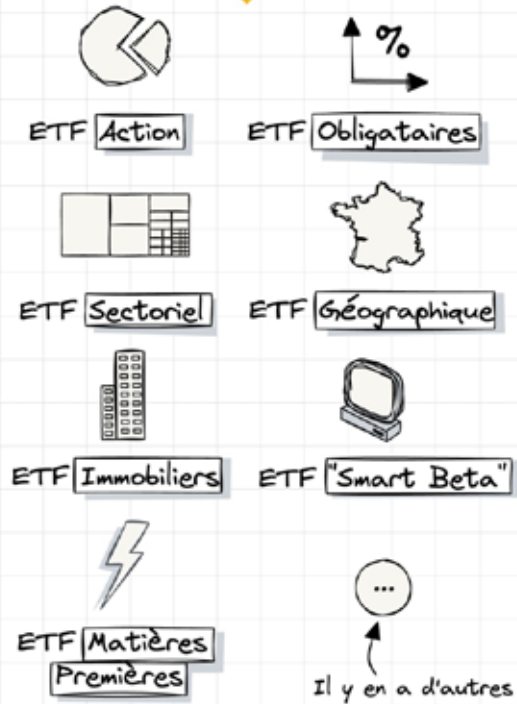 %
ETF Action
ETF Obligataires
ETF Sectoriel
ETF Géographique
ETF Immobiliers
ETF "Smart Beta"
ETF Matières
Premières
...
Il y en a d'autres